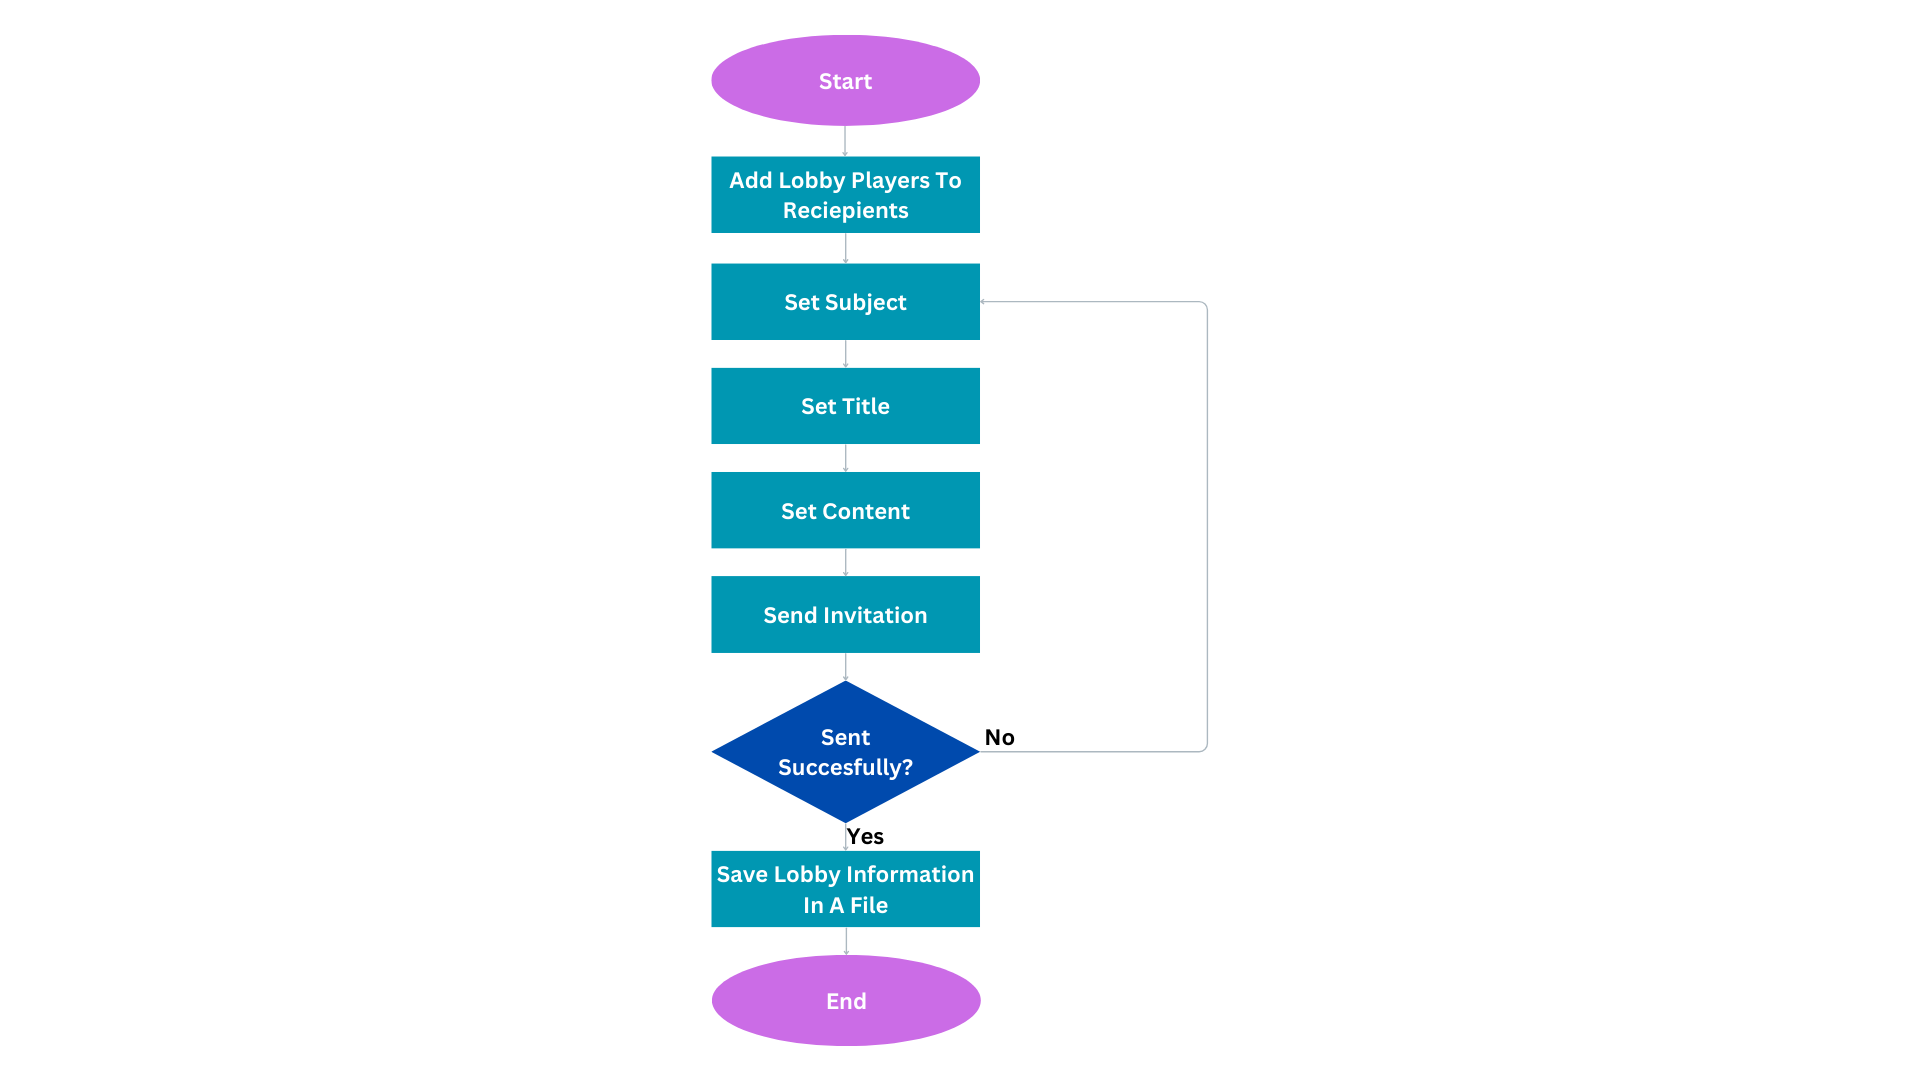 Start
Add Lobby Players To
Reciepients
Set Subject
Set Title
Set Content
Send Invitation
Sent
Succesfully?
No
Yes
Save Lobby Information
In A File
End